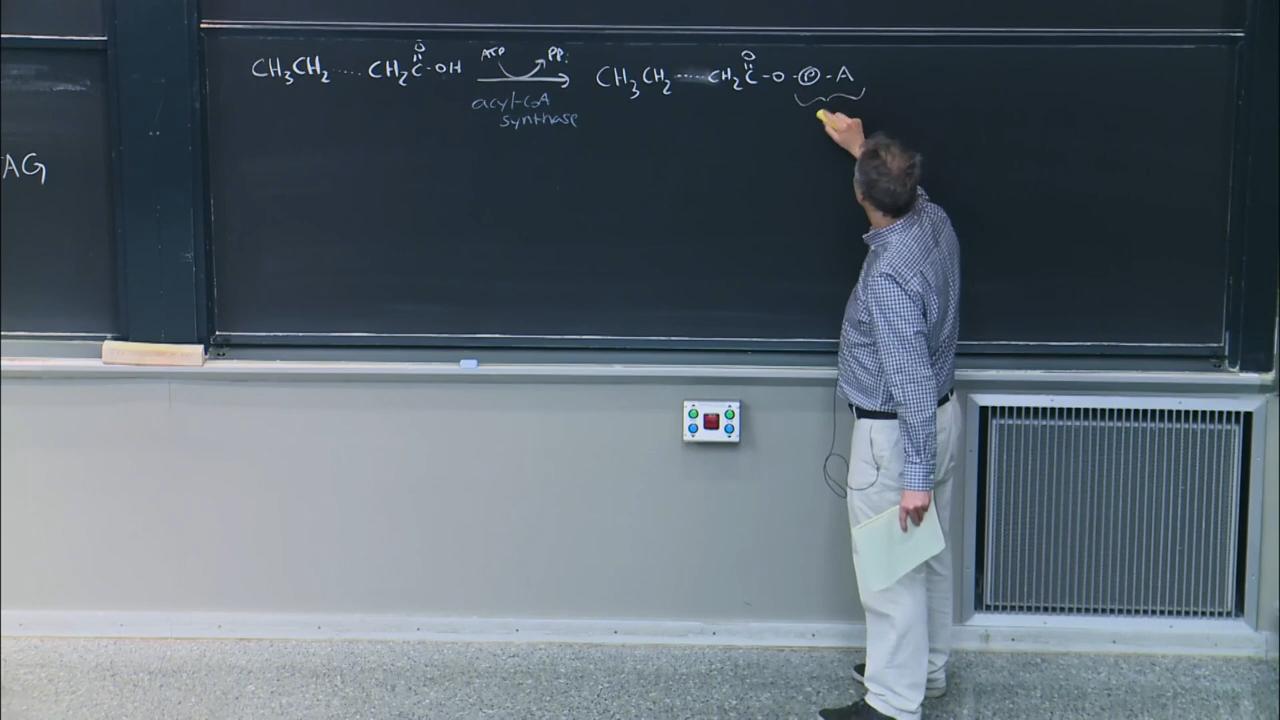 AG
CH3CH2 ..... CH2C-OH
O
ATP PPi
acyl-CoA
synthase
CH3CH2 ..... CH2C-O-Ⓟ-A
O